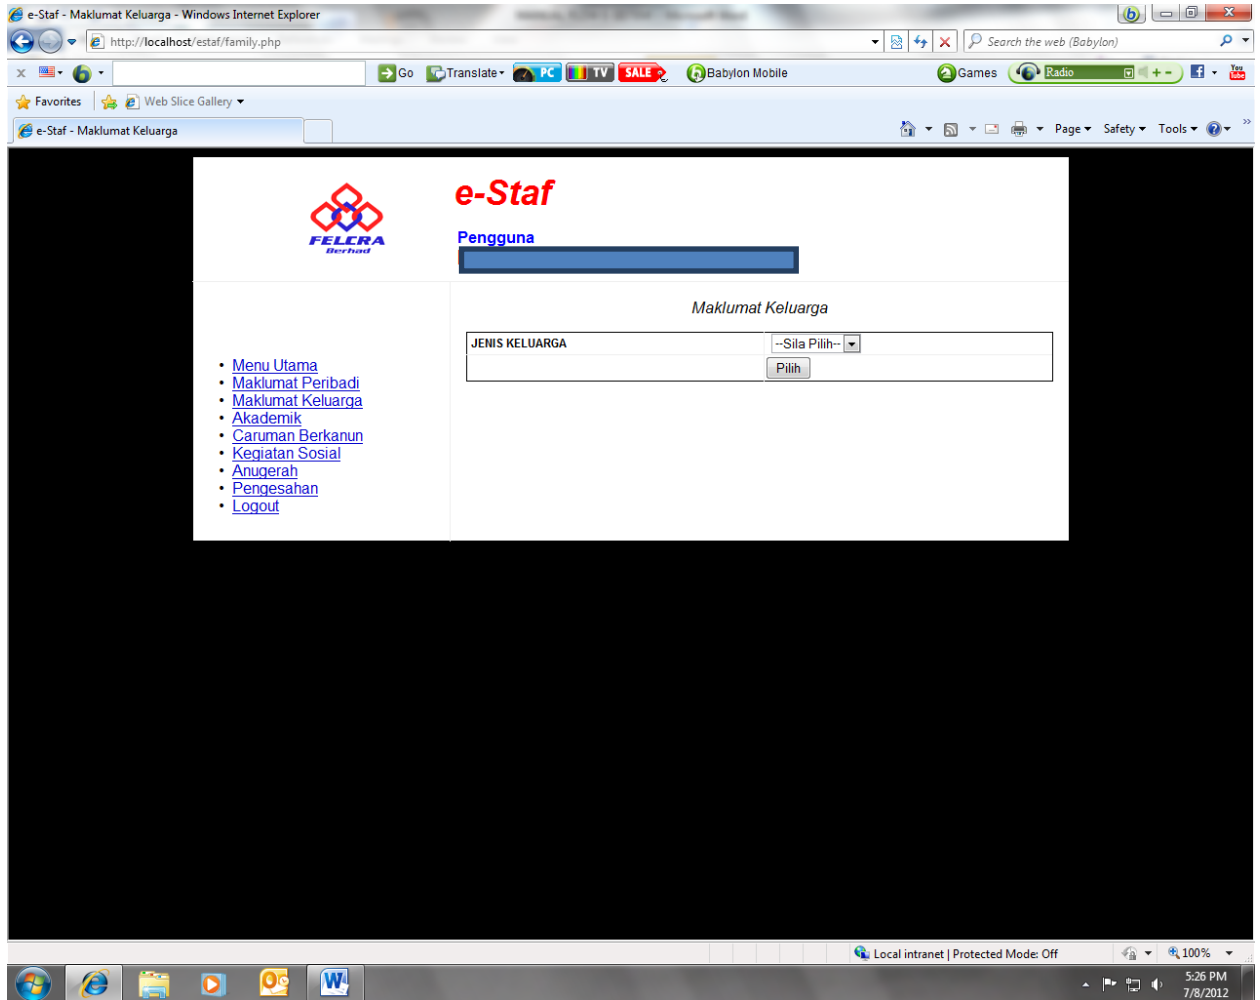 e-Staf - Maklumat Keluarga - Windows Internet Explorer
http://localhost/estaf/family.php
Search the web (Babylon)
Go Translate PC TV SALE Babylon Mobile Games Radio You Tube
Favorites Web Slice Gallery
e-Staf - Maklumat Keluarga
Page Safety Tools
e-Staf
FELCRA
Berhad
Pengguna
Maklumat Keluarga
JENIS KELUARGA --Sila Pilih--
Pilih
• Menu Utama
• Maklumat Peribadi
• Maklumat Keluarga
• Akademik
• Caruman Berkanun
• Kegiatan Sosial
• Anugerah
• Pengesahan
• Logout
Local intranet | Protected Mode: Off 100%
5:26 PM
7/8/2012